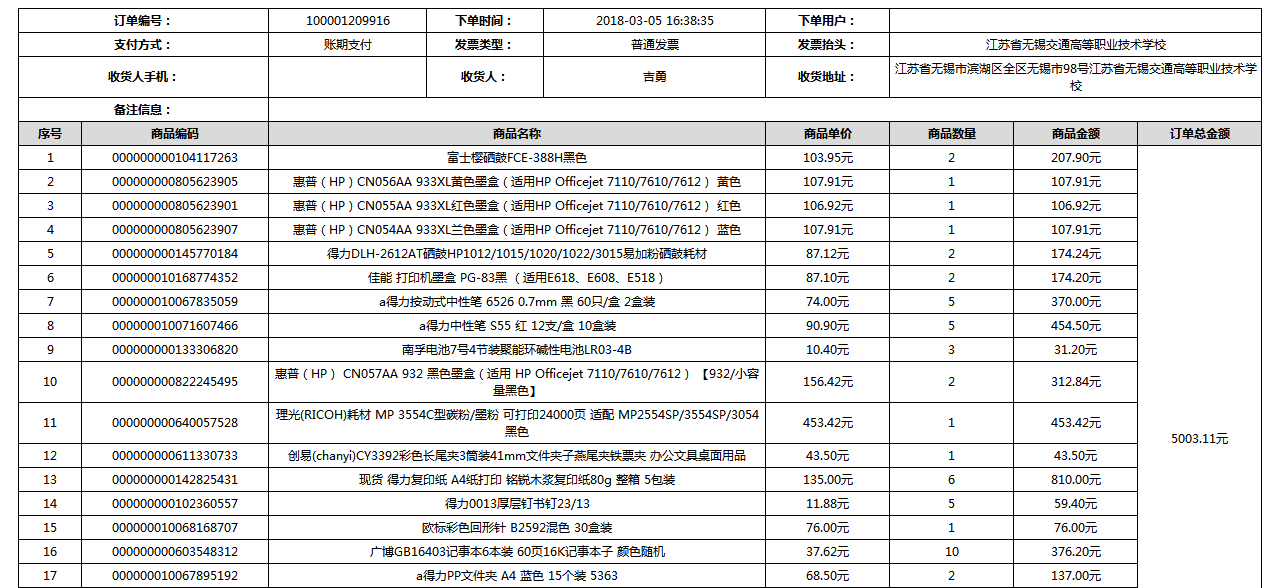 订单编号： 100001209916 下单时间： 2018-03-05 16:38:35 下单用户：
支付方式： 账期支付 发票类型： 普通发票 发票抬头： 江苏省无锡交通高等职业技术学校
收货人手机： 收货人： 吉勇 收货地址： 江苏省无锡市滨湖区全区无锡市98号江苏省无锡交通高等职业技术学
校
备注信息：
序号 商品编码 商品名称 商品单价 商品数量 商品金额 订单总金额
1 000000000104117263 富士樱硒鼓FCE-388H黑色 103.95元 2 207.90元
2 000000000805623905 惠普（HP）CN056AA 933XL黄色墨盒（适用HP Officejet 7110/7610/7612） 黄色 107.91元 1 107.91元
3 000000000805623901 惠普（HP）CN055AA 933XL红色墨盒（适用HP Officejet 7110/7610/7612） 红色 106.92元 1 106.92元
4 000000000805623907 惠普（HP）CN054AA 933XL兰色墨盒（适用HP Officejet 7110/7610/7612） 蓝色 107.91元 1 107.91元
5 000000000145770184 得力DLH-2612AT硒鼓HP1012/1015/1020/1022/3015易加粉硒鼓耗材 87.12元 2 174.24元
6 000000010168774352 佳能 打印机墨盒 PG-83黑 （适用E618、E608、E518） 87.10元 2 174.20元
7 000000010067835059 a得力按动式中性笔 6526 0.7mm 黑 60只/盒 2盒装 74.00元 5 370.00元
8 000000010071607466 a得力中性笔 S55 红 12支/盒 10盒装 90.90元 5 454.50元
9 000000000133306820 南孚电池7号4节装聚能环碱性电池LR03-4B 10.40元 3 31.20元
10 000000000822245495 惠普（HP） CN057AA 932 黑色墨盒（适用 HP Officejet 7110/7610/7612） 【932/小容
量黑色】 156.42元 2 312.84元
11 000000000640057528 理光(RICOH)耗材 MP 3554C型碳粉/墨粉 可打印24000页 适配 MP2554SP/3554SP/3054
黑色 453.42元 1 453.42元
5003.11元
12 000000000611330733 创易(chanyi)CY3392彩色长尾夹3筒装41mm文件夹子燕尾夹铁票夹 办公文具桌面用品 43.50元 1 43.50元
13 000000000142825431 现货 得力复印纸 A4纸打印 铭锐木浆复印纸80g 整箱 5包装 135.00元 6 810.00元
14 000000000102360557 得力0013厚层钉书钉23/13 11.88元 5 59.40元
15 000000010068168707 欧标彩色回形针 B2592混色 30盒装 76.00元 1 76.00元
16 000000000603548312 广博GB16403记事本6本装 60页16K记事本子 颜色随机 37.62元 10 376.20元
17 000000010067895192 a得力PP文件夹 A4 蓝色 15个装 5363 68.50元 2 137.00元